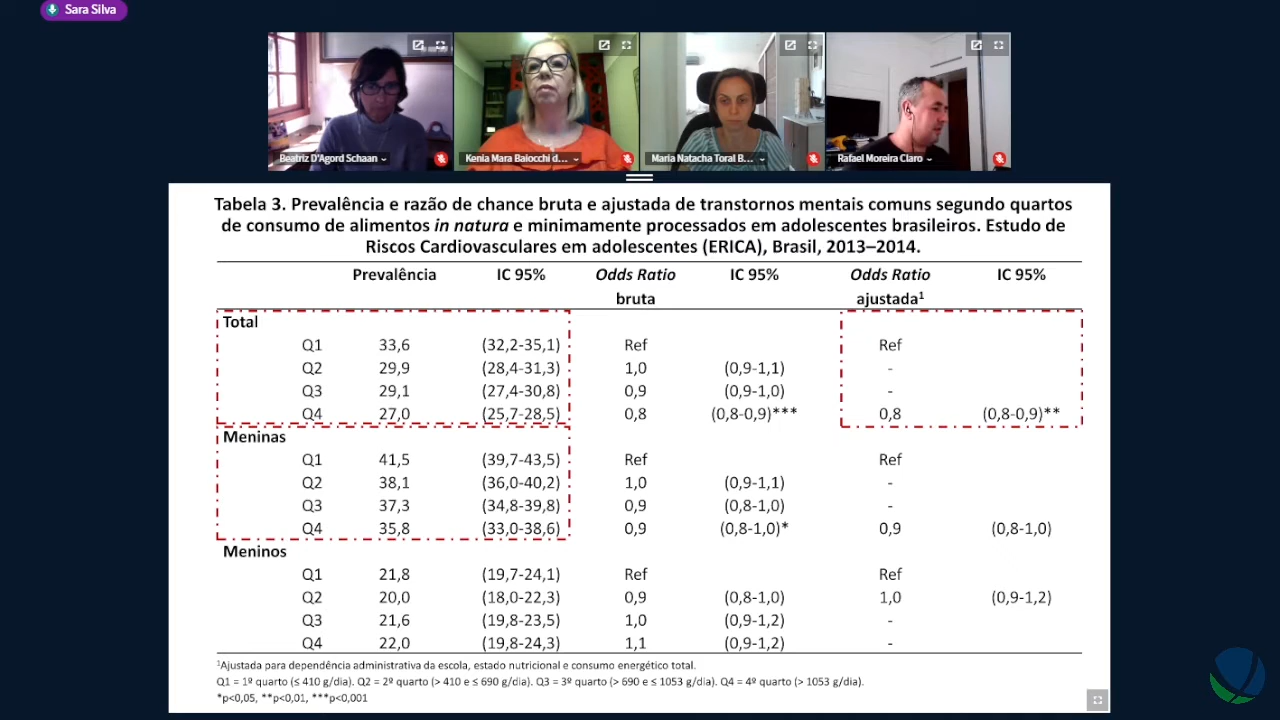 Sara Silva
Beatriz D'Agord Schaan
Kenia Mara Baiocchi d...
Maria Natacha Toral B...
Rafael Moreira Claro
Tabela 3. Prevalência e razão de chance bruta e ajustada de transtornos mentais comuns segundo quartos
de consumo de alimentos in natura e minimamente processados em adolescentes brasileiros. Estudo de
Riscos Cardiovasculares em adolescentes (ERICA), Brasil, 2013–2014.
Prevalência IC 95% Odds Ratio IC 95% Odds Ratio IC 95%
bruta ajustada¹
Total
Q1 33,6 (32,2-35,1) Ref Ref
Q2 29,9 (28,4-31,3) 1,0 (0,9-1,1) -
Q3 29,1 (27,4-30,8) 0,9 (0,9-1,0) -
Q4 27,0 (25,7-28,5) 0,8 (0,8-0,9)*** 0,8 (0,8-0,9)**
Meninas
Q1 41,5 (39,7-43,5) Ref Ref
Q2 38,1 (36,0-40,2) 1,0 (0,9-1,1) -
Q3 37,3 (34,8-39,8) 0,9 (0,8-1,0) -
Q4 35,8 (33,0-38,6) 0,9 (0,8-1,0)* 0,9 (0,8-1,0)
Meninos
Q1 21,8 (19,7-24,1) Ref Ref
Q2 20,0 (18,0-22,3) 0,9 (0,8-1,0) 1,0 (0,9-1,2)
Q3 21,6 (19,8-23,5) 1,0 (0,9-1,2) -
Q4 22,0 (19,8-24,3) 1,1 (0,9-1,2) -
¹Ajustada para dependência administrativa da escola, estado nutricional e consumo energético total.
Q1 = 1º quarto (≤ 410 g/dia). Q2 = 2º quarto (> 410 e ≤ 690 g/dia). Q3 = 3º quarto (> 690 e ≤ 1053 g/dia). Q4 = 4º quarto (> 1053 g/dia).
*p<0,05, **p<0,01, ***p<0,001